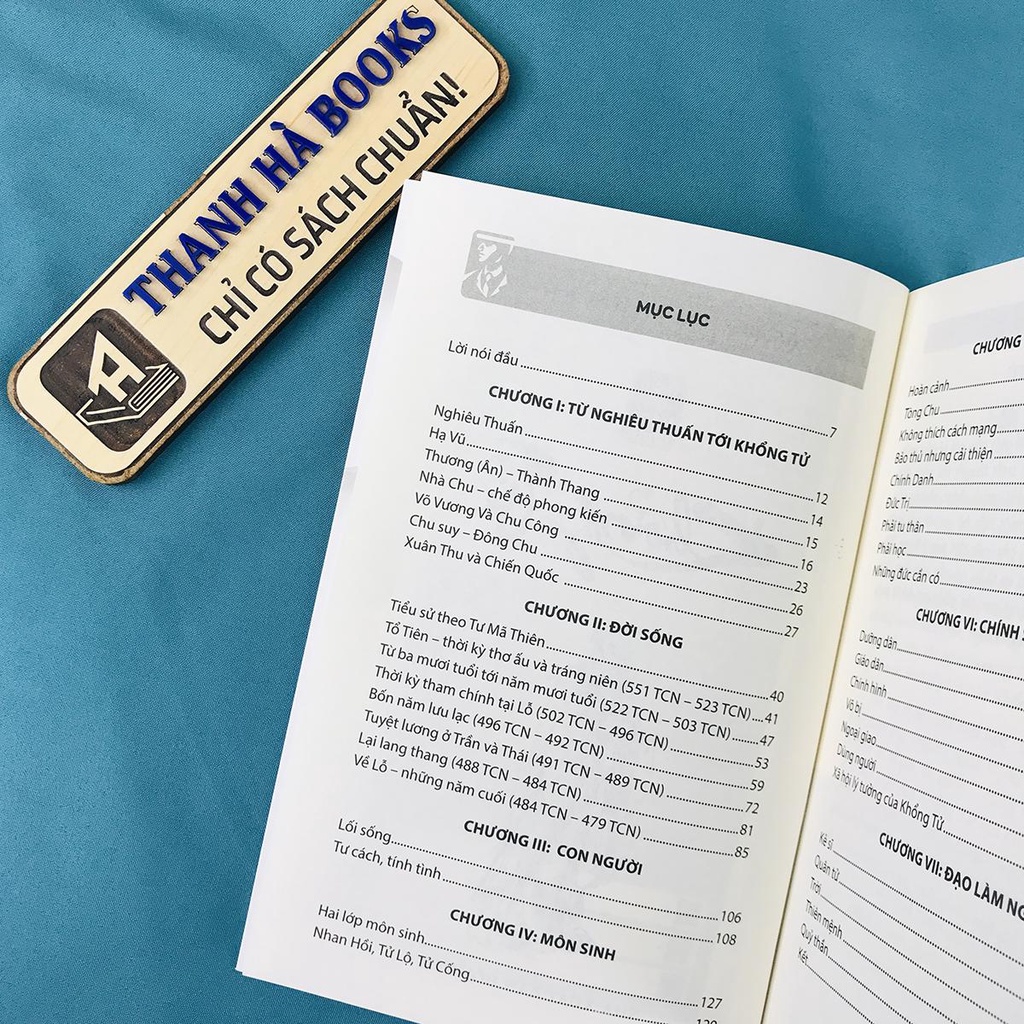 THANH HÀ BOOKS
CHỈ CÓ SÁCH CHUẨN!
MỤC LỤC
Lời nói đầu ... 7
CHƯƠNG I: TỪ NGHIÊU THUẤN TỚI KHỔNG TỬ
Nghiêu Thuấn ... 12
Hạ Vũ ... 14
Thương (Ân) – Thành Thang ... 15
Nhà Chu – chế độ phong kiến ... 16
Võ Vương Và Chu Công ... 23
Chu suy – Đông Chu ... 26
Xuân Thu và Chiến Quốc ... 27
CHƯƠNG II: ĐỜI SỐNG
Tiểu sử theo Tư Mã Thiên ... 40
Tổ Tiên – thời kỳ thơ ấu và tráng niên (551 TCN – 523 TCN) ... 41
Từ ba mươi tuổi tới năm mươi tuổi (522 TCN – 503 TCN) ... 47
Thời kỳ tham chính tại Lỗ (502 TCN – 496 TCN) ... 53
Bốn năm lưu lạc (496 TCN – 492 TCN) ... 59
Tuyệt lương ở Trần và Thái (491 TCN – 489 TCN) ... 72
Lại lang thang (488 TCN – 484 TCN) ... 81
Về Lỗ – những năm cuối (484 TCN – 479 TCN) ... 85
CHƯƠNG III: CON NGƯỜI
Lối sống ... 106
Tư cách, tính tình ... 108
CHƯƠNG IV: MÔN SINH
Hai lớp môn sinh ... 127
Nhan Hồi, Tử Lộ, Tử Cống ...
CHƯƠNG
Hoàn cảnh
Tòng Chu
Không thích cách mạng
Bảo thủ nhưng cải thiện
Chính Danh
Đức Trị
Phải tu thân
Phải học
Những đức cần có
CHƯƠNG VI: CHÍNH
Dưỡng dân
Giáo dân
Chính hình
Võ bị
Ngoại giao
Dùng người
Xã hội lý tưởng của Khổng Tử
CHƯƠNG VII: ĐẠO LÀM
Kẻ sĩ
Quân tử
Trời
Thiên mệnh
Quỷ thần
Kết